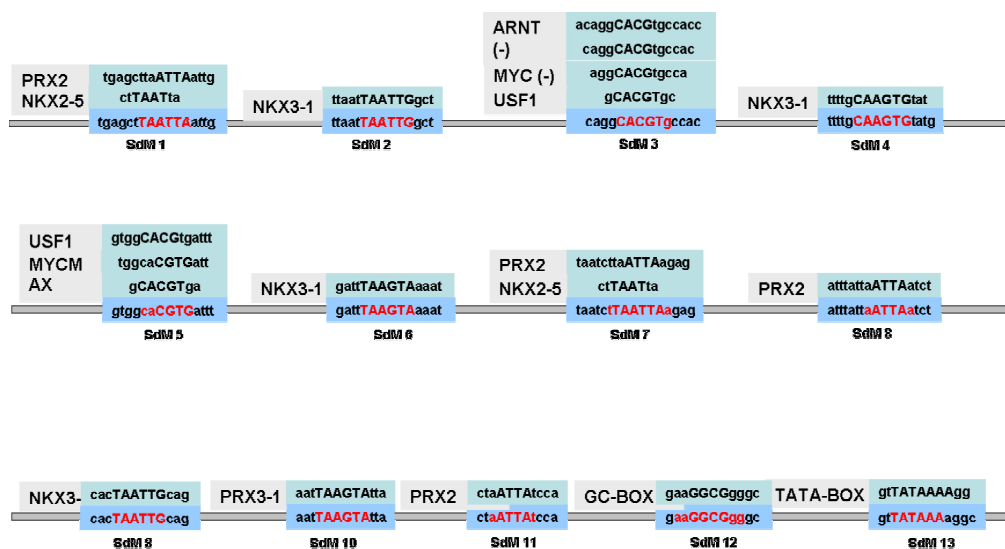 PRX2
NKX2-5
tgagcttaATTAattg
ctTAATta
tgagctTAATTAattg
SdM 1
NKX3-1
ttaatTAATTGgct
ttaatTAATTGgct
SdM 2
ARNT
(-)
MYC (-)
USF1
acaggCACGtgccacc
caggCACGtgccac
aggCACGtgcca
gCACGTgc
caggCACGTgccac
SdM 3
NKX3-1
ttttgCAAGTGtat
ttttgCAAGTGtatg
SdM 4
USF1
MYCM
AX
gtggCACGtgattt
tggcaCGTGatt
gCACGTga
gtggcaCGTGattt
SdM 5
NKX3-1
gattTAAGTAaaat
gattTAAGTAaaat
SdM 6
PRX2
NKX2-5
taatcttaATTAagag
ctTAATta
taatctTAATTAagag
SdM 7
PRX2
atttattaATTAatct
atttattaATTAatct
SdM 8
NKX3-
cacTAATTGcag
cacTAATTGcag
SdM 8
PRX3-1
aatTAAGTAtta
aatTAAGTAtta
SdM 10
PRX2
ctaATTAtcca
ctaATTAtcca
SdM 11
GC-BOX
gaaGGCGgggc
gaaGGCGgggc
SdM 12
TATA-BOX
gtTATAAAAgg
gtTATAAAaggc
SdM 13